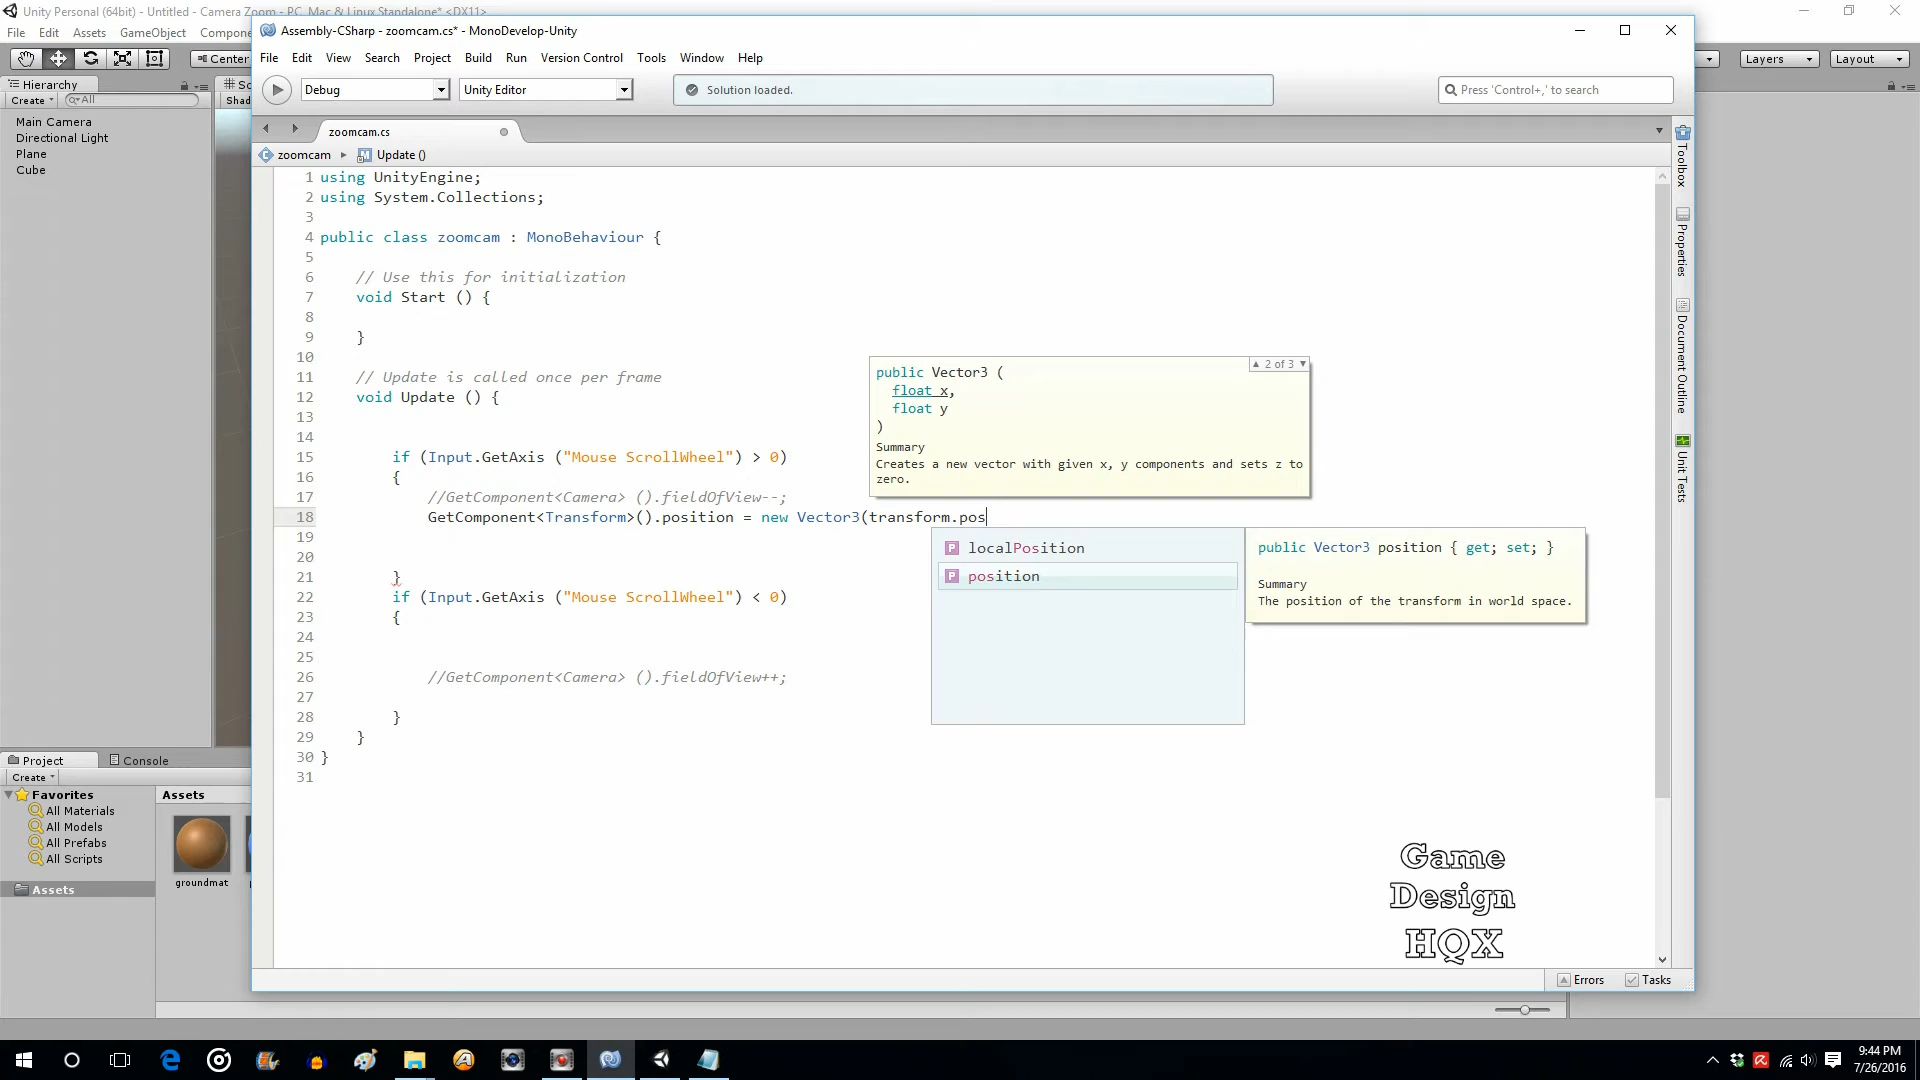 Unity Personal (64bit) - Untitled - Camera Zoom - PC, Mac & Linux Standalone* <DX11>
File Edit Assets GameObject Compone
Center
Layers
Layout
Hierarchy
Create
All
Main Camera
Directional Light
Plane
Cube
Shad
Assembly-CSharp - zoomcam.cs* - MonoDevelop-Unity
File Edit View Search Project Build Run Version Control Tools Window Help
Debug
Unity Editor
Solution loaded.
Press 'Control+,' to search
zoomcam.cs
zoomcam Update ()
1 using UnityEngine;
2 using System.Collections;
3
4 public class zoomcam : MonoBehaviour {
5
6 // Use this for initialization
7 void Start () {
8
9 }
10
11 // Update is called once per frame
12 void Update () {
13
14
15 if (Input.GetAxis ("Mouse ScrollWheel") > 0)
16 {
17 //GetComponent<Camera> ().fieldOfView--;
18 GetComponent<Transform>().position = new Vector3(transform.pos
19
20
21 }
22 if (Input.GetAxis ("Mouse ScrollWheel") < 0)
23 {
24
25
26 //GetComponent<Camera> ().fieldOfView++;
27
28 }
29 }
30 }
31
2 of 3
public Vector3 (
float x,
float y
)
Summary
Creates a new vector with given x, y components and sets z to
zero.
localPosition
position
public Vector3 position { get; set; }
Summary
The position of the transform in world space.
Toolbox
Properties
Document Outline
Unit Tests
Errors
Tasks
Project
Console
Create
Favorites
All Materials
All Models
All Prefabs
All Scripts
Assets
Assets
groundmat
Game
Design
HQX
9:44 PM
7/26/2016